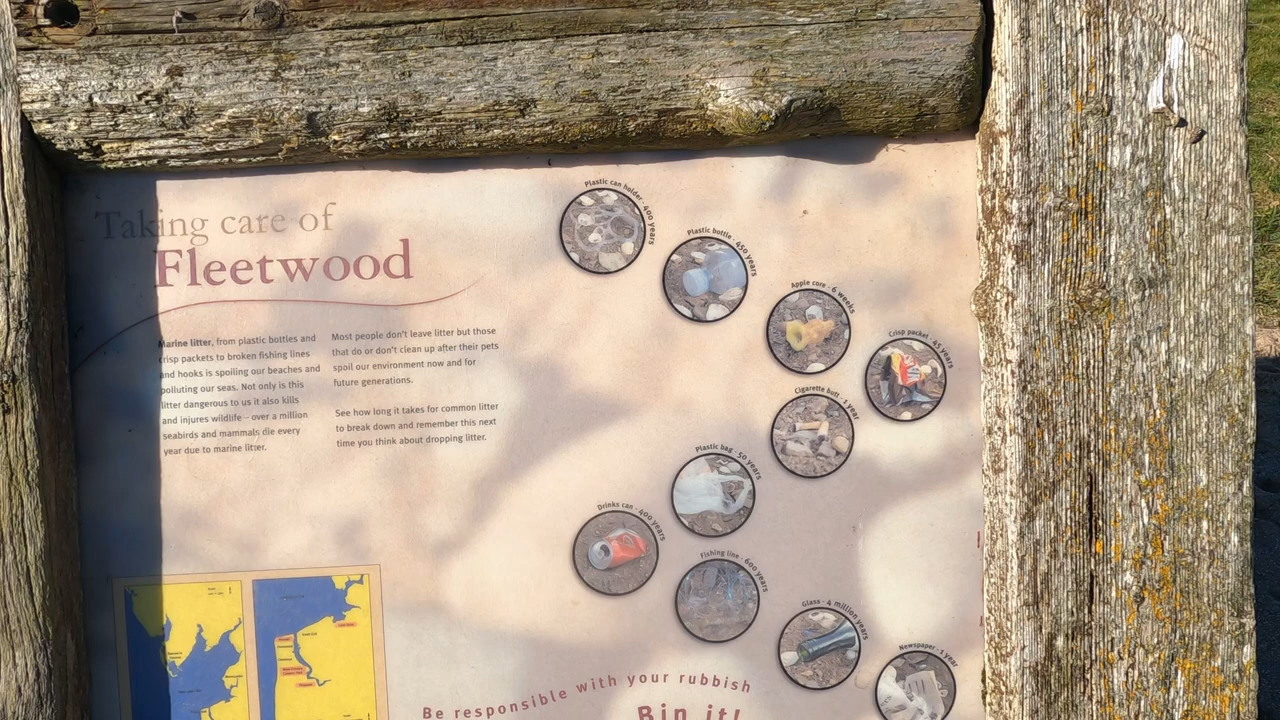 Taking care of
Fleetwood
Marine litter, from plastic bottles and
crisp packets to broken fishing lines
and hooks is spoiling our beaches and
polluting our seas. Not only is this
litter dangerous to us it also kills
and injures wildlife – over a million
seabirds and mammals die every
year due to marine litter.
Most people don't leave litter but those
that do or don't clean up after their pets
spoil our environment now and for
future generations.
See how long it takes for common litter
to break down and remember this next
time you think about dropping litter.
Plastic can holder - 400 years
Plastic bottle - 450 years
Apple core - 6 weeks
Crisp packet - 45 years
Cigarette butt - 1 year
Plastic bag - 50 years
Drinks can - 400 years
Fishing line - 600 years
Glass - 4 million years
Newspaper - 1 year
Be responsible with your rubbish
Bin it!